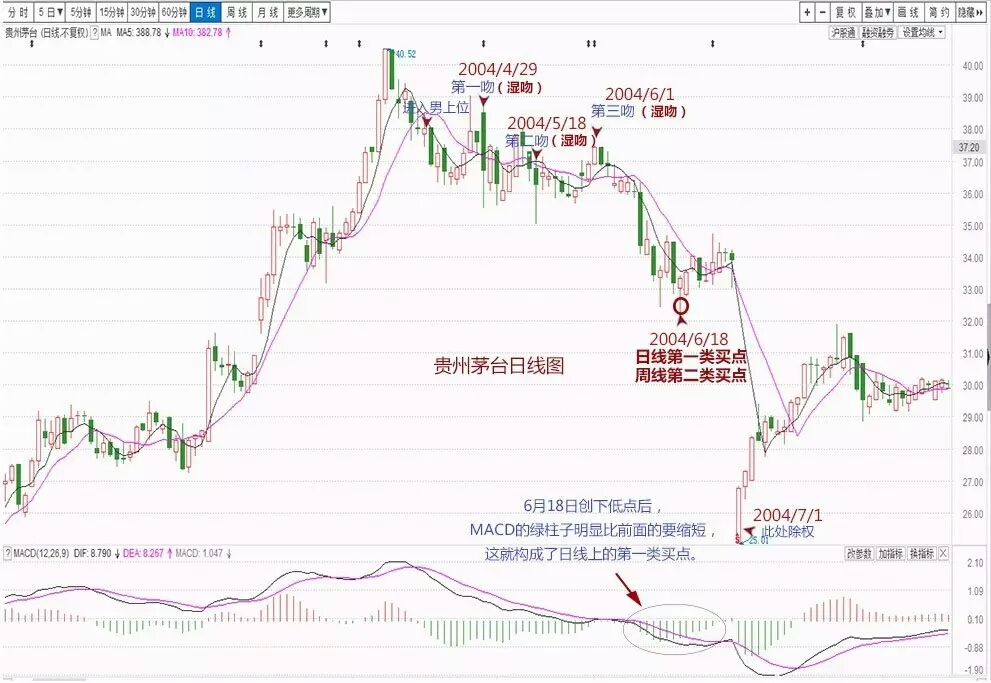 分时 5日▼ 5分钟 15分钟 30分钟 60分钟 日线 周线 月线 更多周期▼ + - 复权 叠加▼ 画线 简约 隐藏▶▶
贵州茅台 (日线.不复权) ? MA MA5: 388.78 ↓ MA10: 382.78 ↑ 沪股通 融资融券 设置均线▼
40.52
2004/4/29
第一吻(湿吻)
进入男上位
2004/6/1
第三吻(湿吻)
2004/5/18
第二吻(湿吻)
40.00
39.00
38.00
37.20
37.00
36.00
35.00
34.00
33.00
32.00
31.00
30.00
29.00
28.00
27.00
26.00
2004/6/18
日线第一类买点
周线第二类买点
贵州茅台日线图
6月18日创下低点后，
MACD的绿柱子明显比前面的要缩短，
这就构成了日线上的第一类买点。
2004/7/1
此处除权
25.01
? MACD(12,26,9) DIF: 8.790 ↓ DEA: 8.267 ↑ MACD: 1.047 ↓ 改参数 加指标 换指标 X
2.10
1.09
0.10
-0.88
-1.90